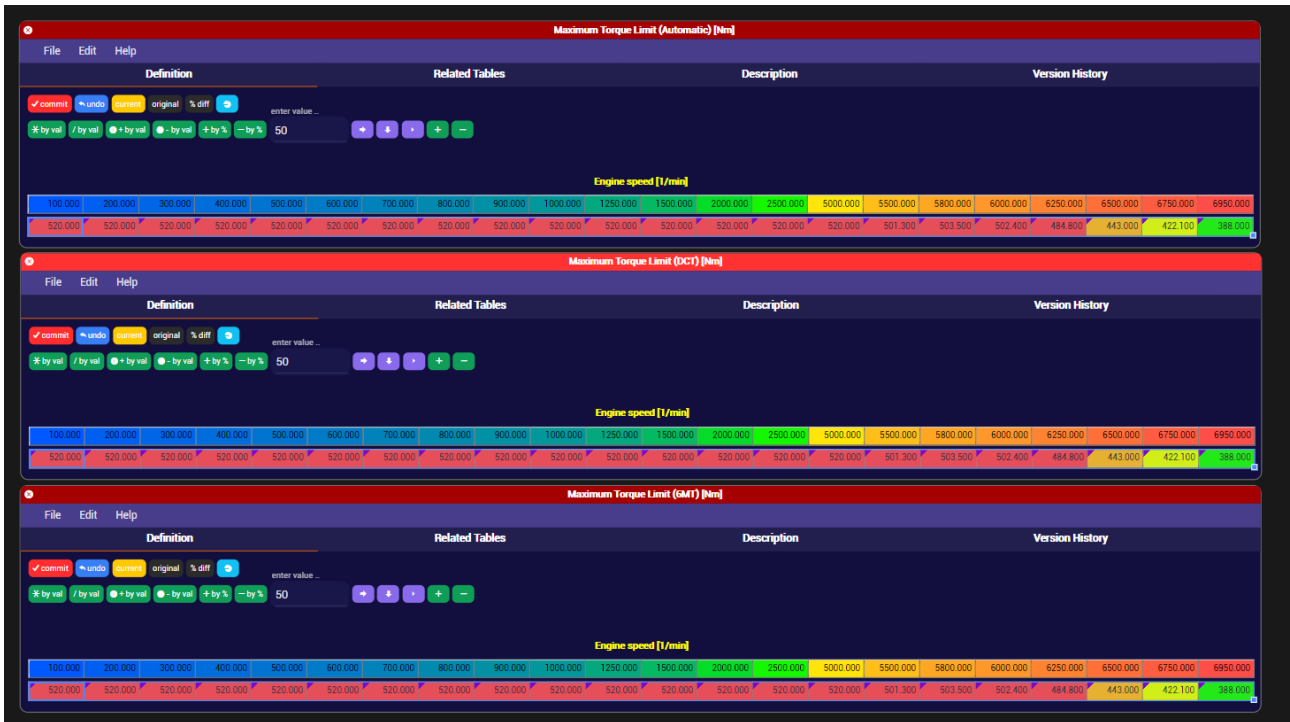 Maximum Torque Limit (Automatic) [Nm]
File Edit Help
Definition Related Tables Description Version History
commit undo current original % diff
enter value ...
by val / by val + by val - by val + by % by % 50
Engine speed [1/min]
100.000 200.000 300.000 400.000 500.000 600.000 700.000 800.000 900.000 1000.000 1250.000 1500.000 2000.000 2500.000 5000.000 5500.000 5800.000 6000.000 6250.000 6500.000 6750.000 6950.000
520.000 520.000 520.000 520.000 520.000 520.000 520.000 520.000 520.000 520.000 520.000 520.000 520.000 520.000 520.000 501.300 503.500 502.400 484.800 443.000 422.100 388.000
Maximum Torque Limit (DCT) [Nm]
File Edit Help
Definition Related Tables Description Version History
commit undo current original % diff
enter value ...
by val / by val + by val - by val + by % by % 50
Engine speed [1/min]
100.000 200.000 300.000 400.000 500.000 600.000 700.000 800.000 900.000 1000.000 1250.000 1500.000 2000.000 2500.000 5000.000 5500.000 5800.000 6000.000 6250.000 6500.000 6750.000 6950.000
520.000 520.000 520.000 520.000 520.000 520.000 520.000 520.000 520.000 520.000 520.000 520.000 520.000 520.000 520.000 501.300 503.500 502.400 484.800 443.000 422.100 388.000
Maximum Torque Limit (6MT) [Nm]
File Edit Help
Definition Related Tables Description Version History
commit undo current original % diff
enter value ...
by val / by val + by val - by val + by % by % 50
Engine speed [1/min]
100.000 200.000 300.000 400.000 500.000 600.000 700.000 800.000 900.000 1000.000 1250.000 1500.000 2000.000 2500.000 5000.000 5500.000 5800.000 6000.000 6250.000 6500.000 6750.000 6950.000
520.000 520.000 520.000 520.000 520.000 520.000 520.000 520.000 520.000 520.000 520.000 520.000 520.000 520.000 520.000 501.300 503.500 502.400 484.800 443.000 422.100 388.000